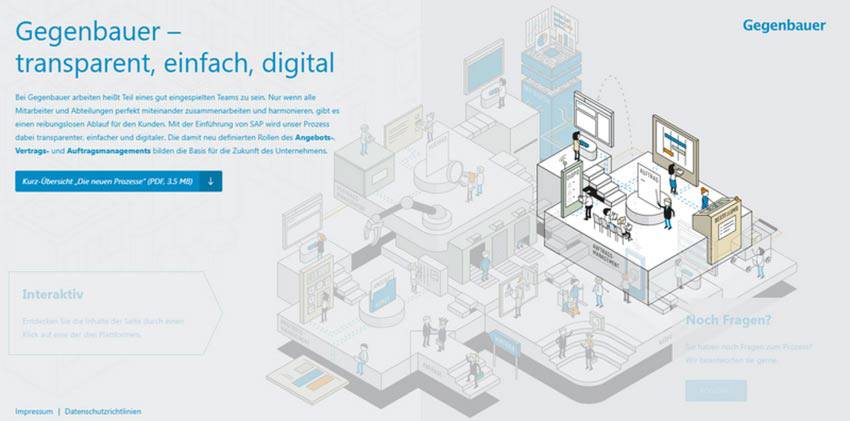 Gegenbauer –
transparent, einfach, digital
Gegenbauer
Bei Gegenbauer arbeiten heißt Teil eines gut eingespielten Teams zu sein. Nur wenn alle
Mitarbeiter und Abteilungen perfekt miteinander zusammenarbeiten und harmonieren, gibt es
einen reibungslosen Ablauf für den Kunden. Mit der Einführung von SAP wird unser Prozess
dabei transparenter, einfacher und digitaler. Die damit neu definierten Rollen des Angebots-,
Vertrags- und Auftragsmanagements bilden die Basis für die Zukunft des Unternehmens.
Kurz-Übersicht „Die neuen Prozesse" (PDF, 3.5 MB)
AUFTRAG
BESTELLUNG
AUFTRAGS-
MANAGEMENT
Interaktiv
Entdecken Sie die Inhalte der Seite durch einen
Klick auf eine der drei Plattformen.
Noch Fragen?
Sie haben noch Fragen zum Prozess?
Wir beantworten sie gerne.
Impressum | Datenschutzrichtlinien